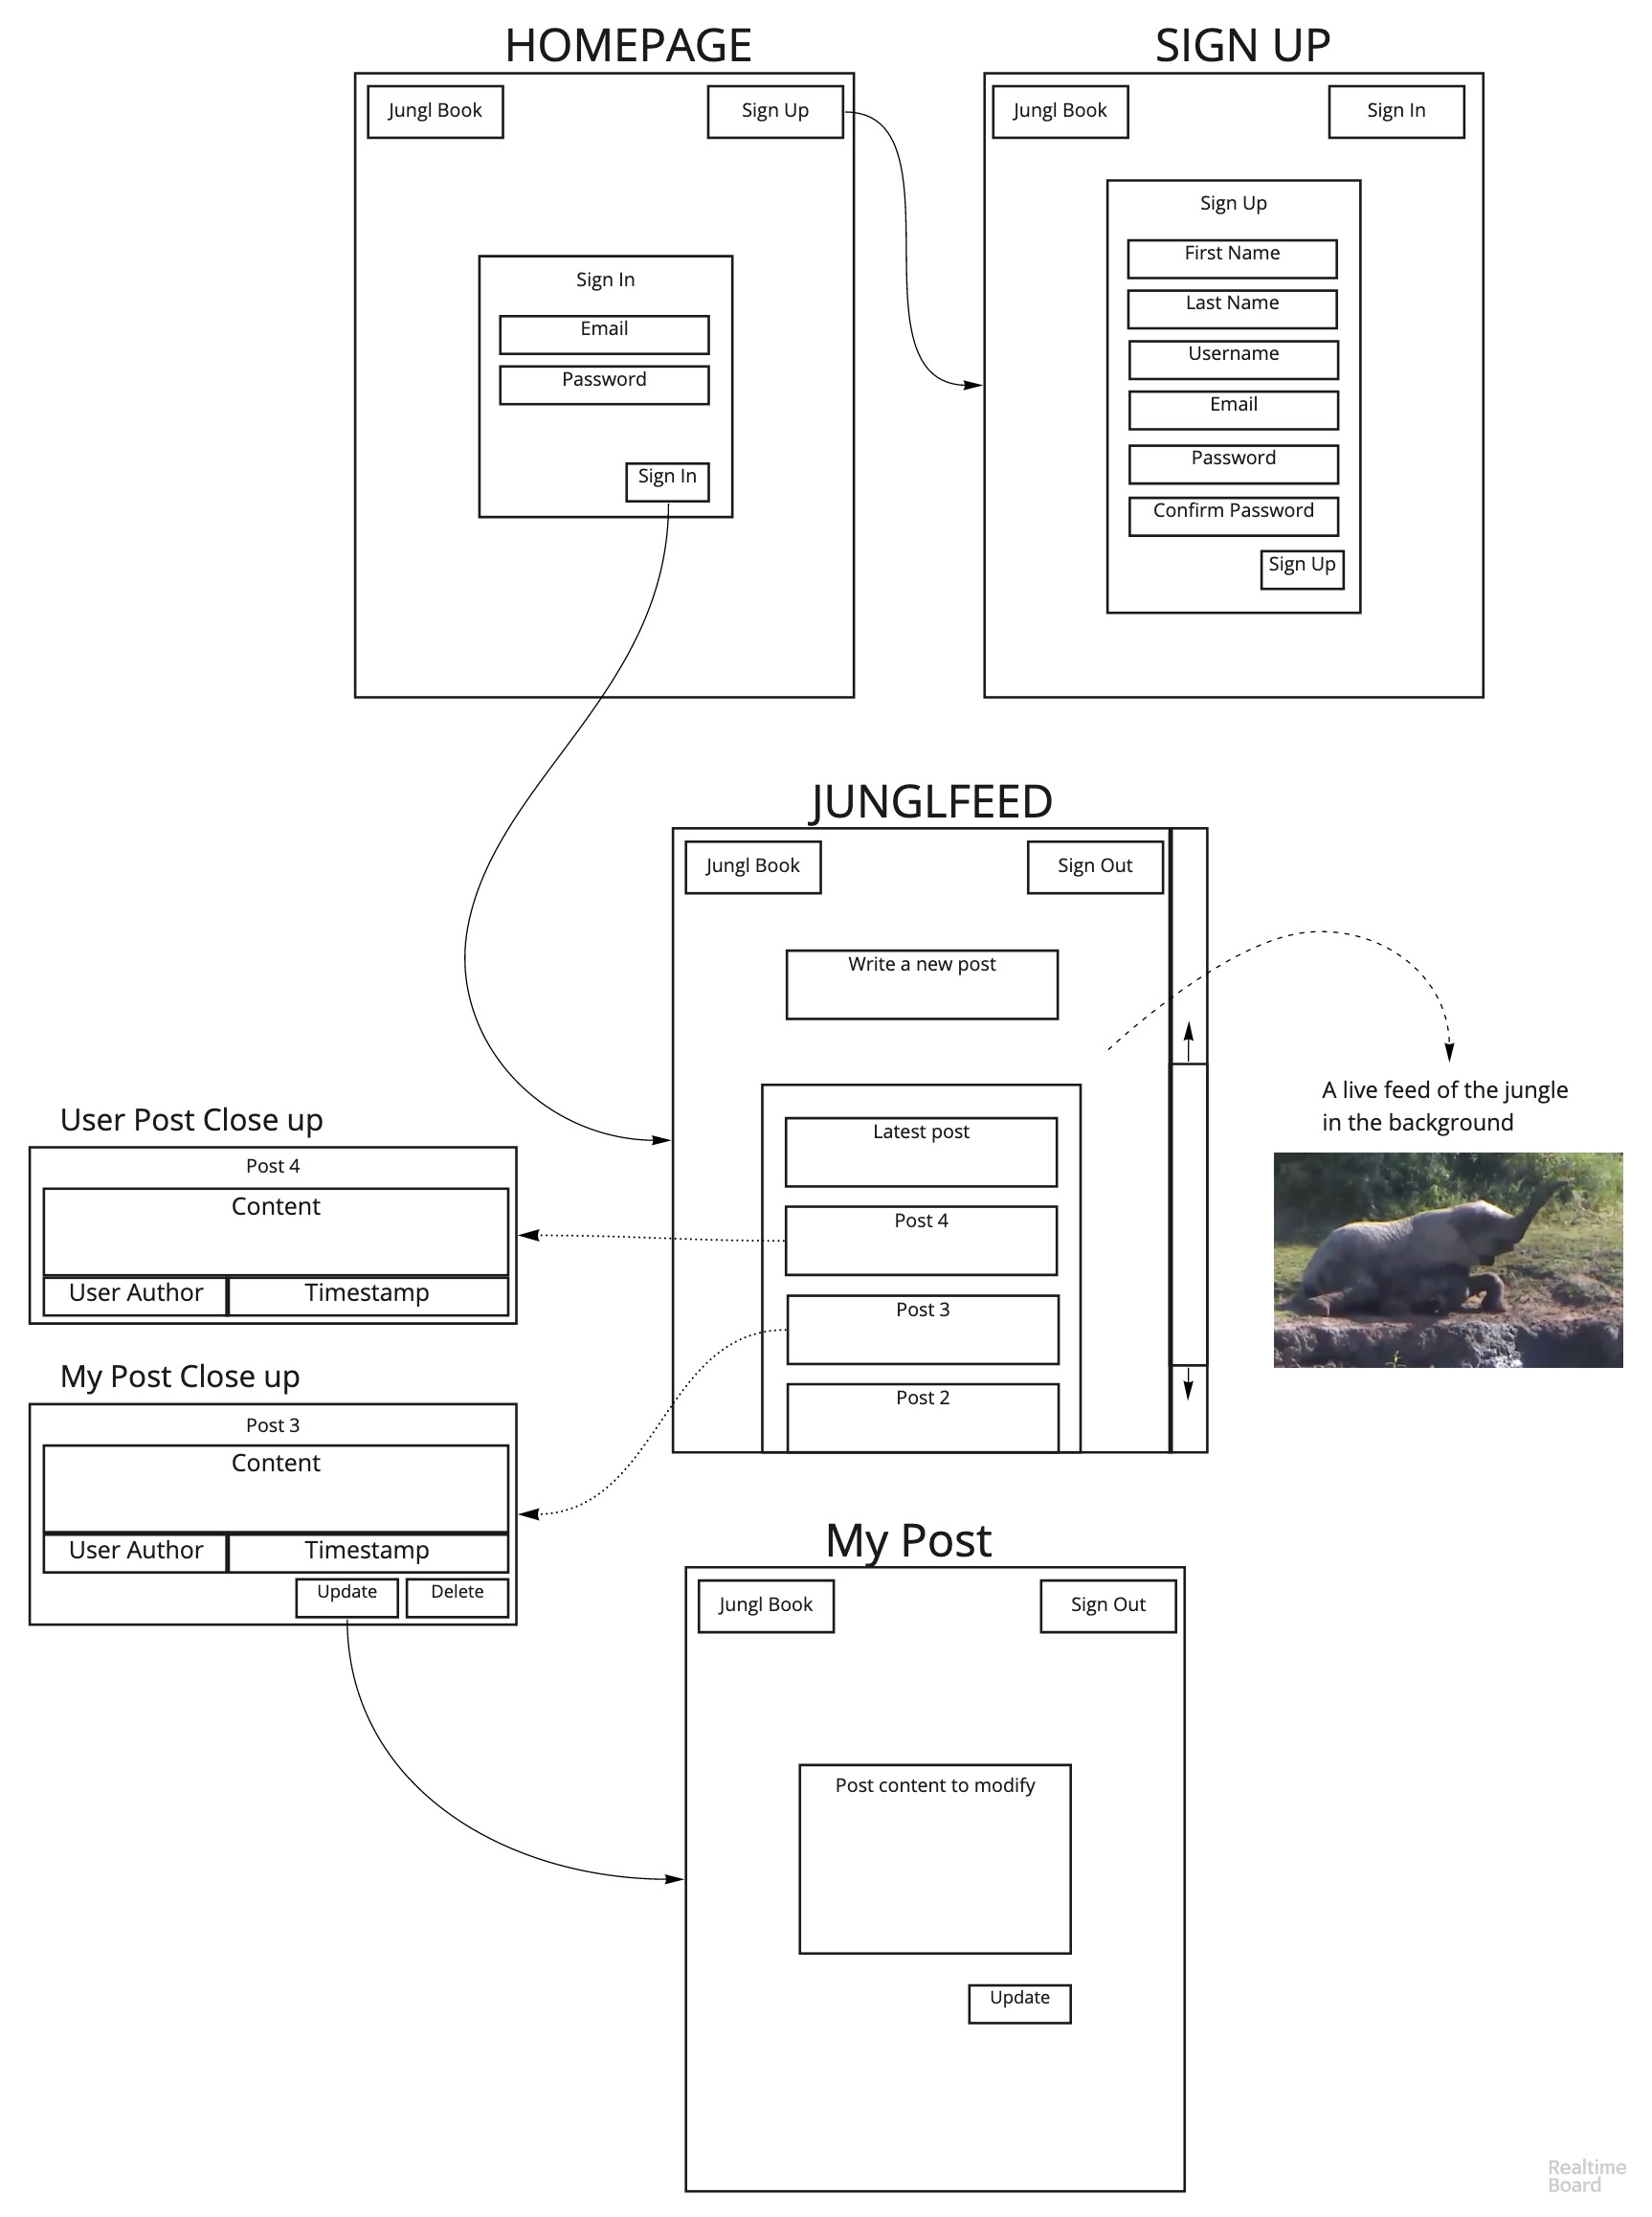 HOMEPAGE
Jungl Book
Sign Up
Sign In
Email
Password
Sign In
SIGN UP
Jungl Book
Sign In
Sign Up
First Name
Last Name
Username
Email
Password
Confirm Password
Sign Up
JUNGLFEED
Jungl Book
Sign Out
Write a new post
Latest post
Post 4
Post 3
Post 2
A live feed of the jungle
in the background
User Post Close up
Post 4
Content
User Author
Timestamp
My Post Close up
Post 3
Content
User Author
Timestamp
Update
Delete
My Post
Jungl Book
Sign Out
Post content to modify
Update
Realtime
Board